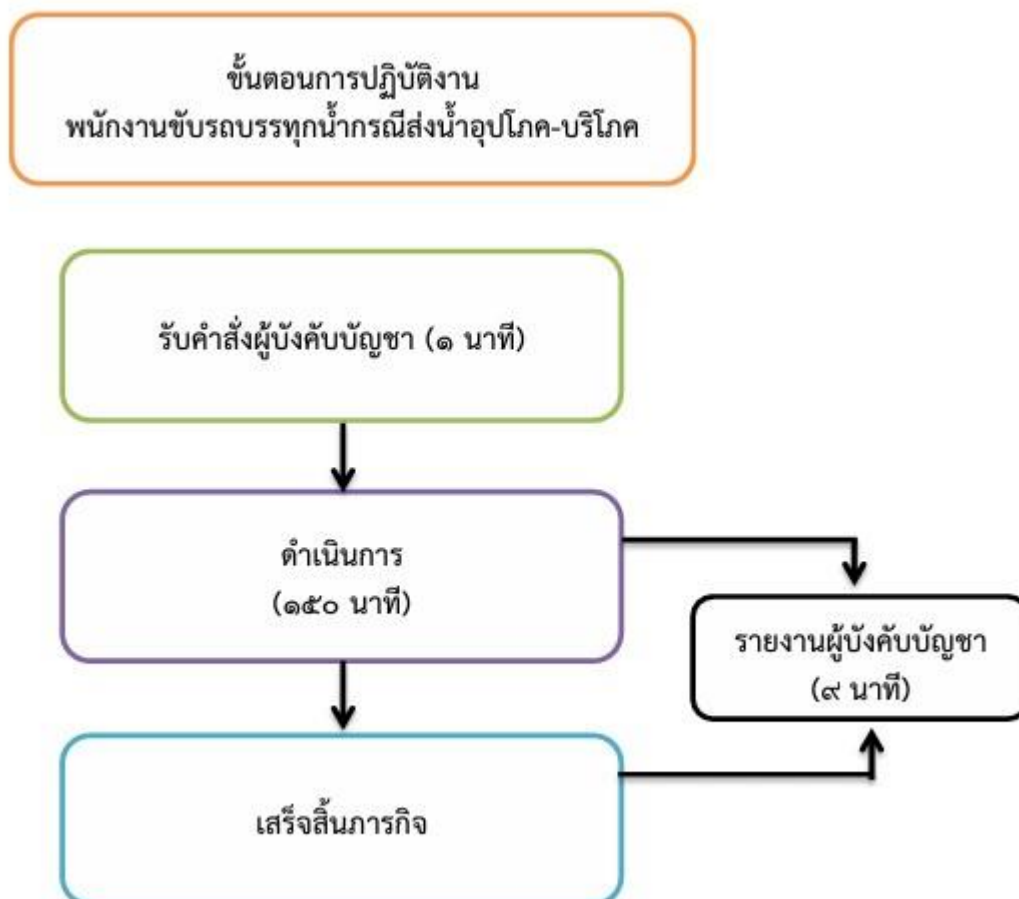 ขั้นตอนการปฏิบัติงาน
พนักงานขับรถบรรทุกน้ำกรณีส่งน้ำอุปโภค-บริโภค
รับคำสั่งผู้บังคับบัญชา (๑ นาที)
ดำเนินการ
(๑๕๐ นาที)
รายงานผู้บังคับบัญชา
(๙ นาที)
เสร็จสิ้นภารกิจ